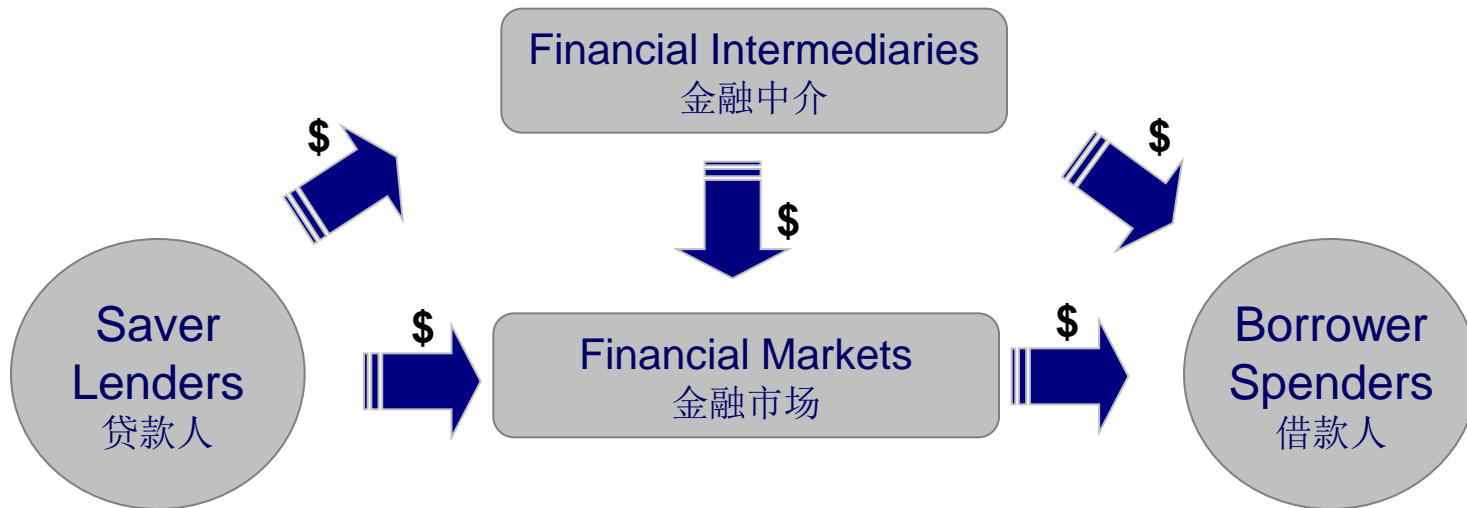 Financial Intermediaries
金融中介
$
$
$
Saver
Lenders
贷款人
$
Financial Markets
金融市场
$
Borrower
Spenders
借款人